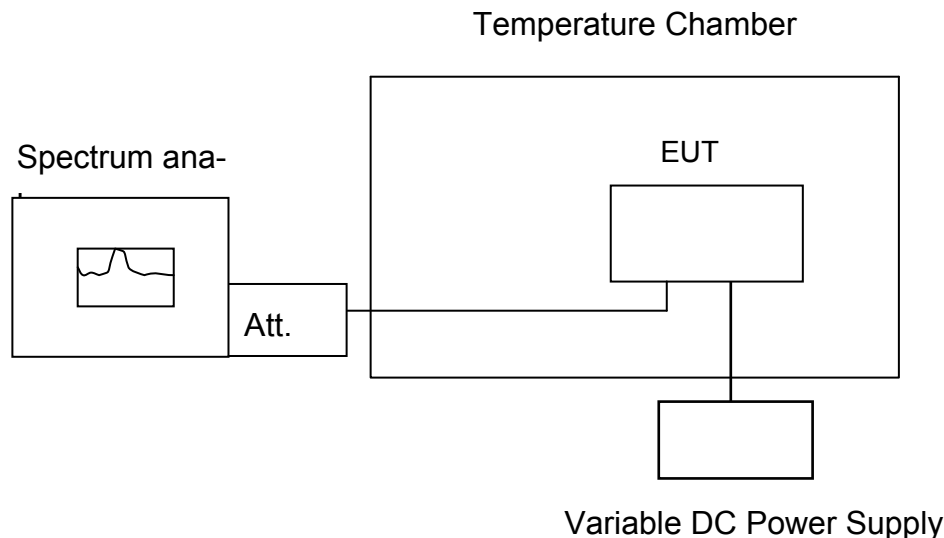 Temperature Chamber
Spectrum ana-
EUT
Att.
Variable DC Power Supply